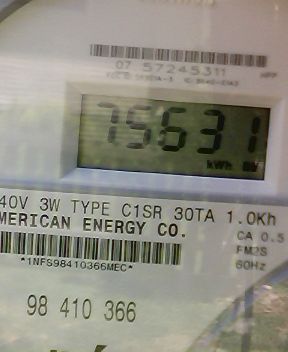 07 57245311
75631
kWh
40V 3W TYPE C1SR 30TA 1.0Kh
MERICAN ENERGY CO.
CA 0.5
FM2S
*1NFS98410366MEC*
60Hz
98 410 366